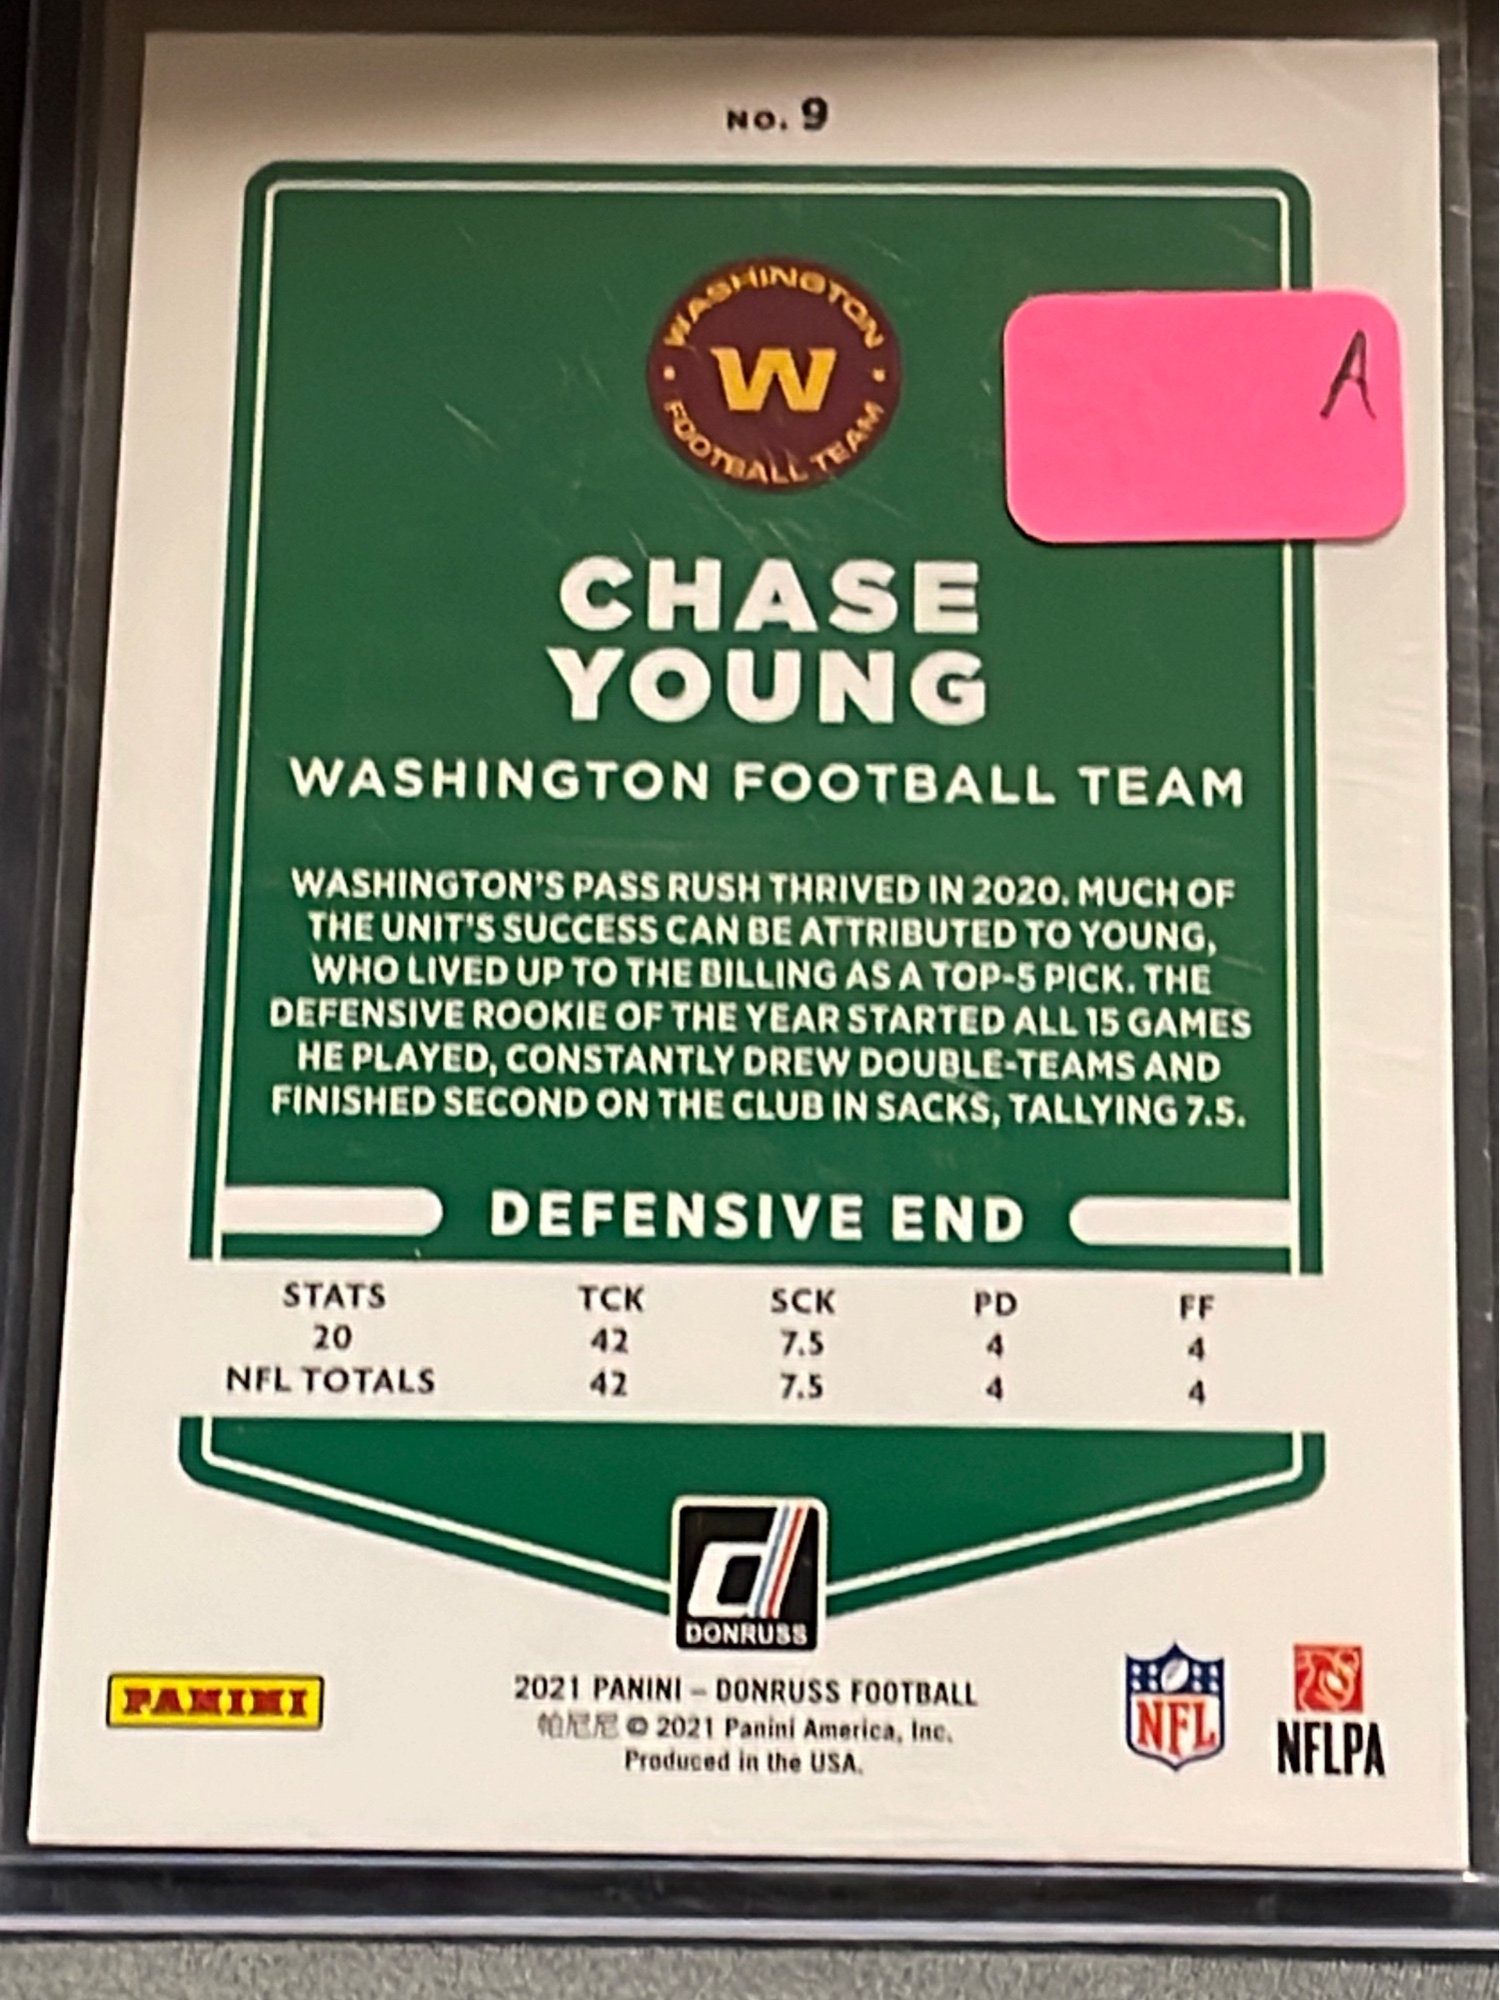 NO. 9
WASHINGTON
W
FOOTBALL TEAM
A
CHASE
YOUNG
WASHINGTON FOOTBALL TEAM
WASHINGTON'S PASS RUSH THRIVED IN 2020. MUCH OF
THE UNIT'S SUCCESS CAN BE ATTRIBUTED TO YOUNG,
WHO LIVED UP TO THE BILLING AS A TOP-5 PICK. THE
DEFENSIVE ROOKIE OF THE YEAR STARTED ALL 15 GAMES
HE PLAYED, CONSTANTLY DREW DOUBLE-TEAMS AND
FINISHED SECOND ON THE CLUB IN SACKS, TALLYING 7.5.
DEFENSIVE END
STATS TCK SCK PD FF
20 42 7.5 4 4
NFL TOTALS 42 7.5 4 4
d
DONRUSS
PANINI
2021 PANINI – DONRUSS FOOTBALL
帕尼尼 © 2021 Panini America, Inc.
Produced in the USA.
NFL
NFLPA